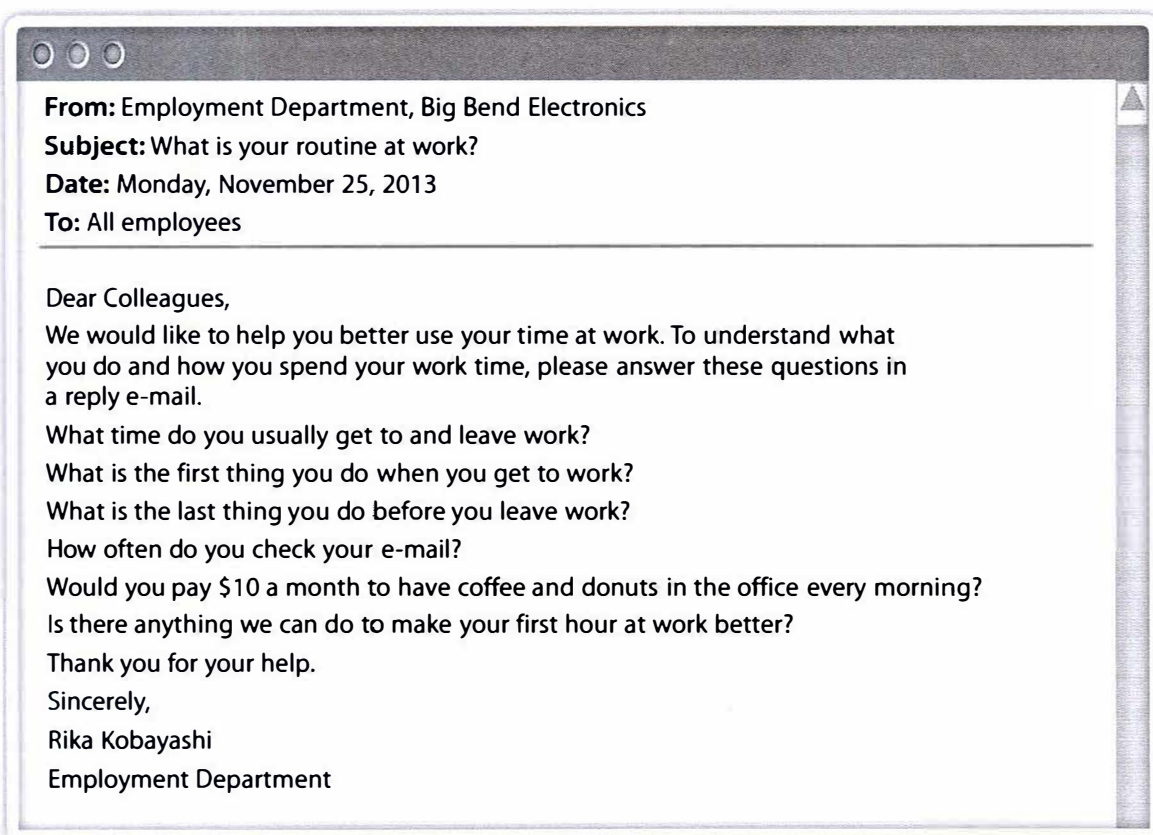 From: Employment Department, Big Bend Electronics
Subject: What is your routine at work?
Date: Monday, November 25, 2013
To: All employees
Dear Colleagues,
We would like to help you better use your time at work. To understand what
you do and how you spend your work time, please answer these questions in
a reply e-mail.
What time do you usually get to and leave work?
What is the first thing you do when you get to work?
What is the last thing you do before you leave work?
How often do you check your e-mail?
Would you pay $10 a month to have coffee and donuts in the office every morning?
Is there anything we can do to make your first hour at work better?
Thank you for your help.
Sincerely,
Rika Kobayashi
Employment Department